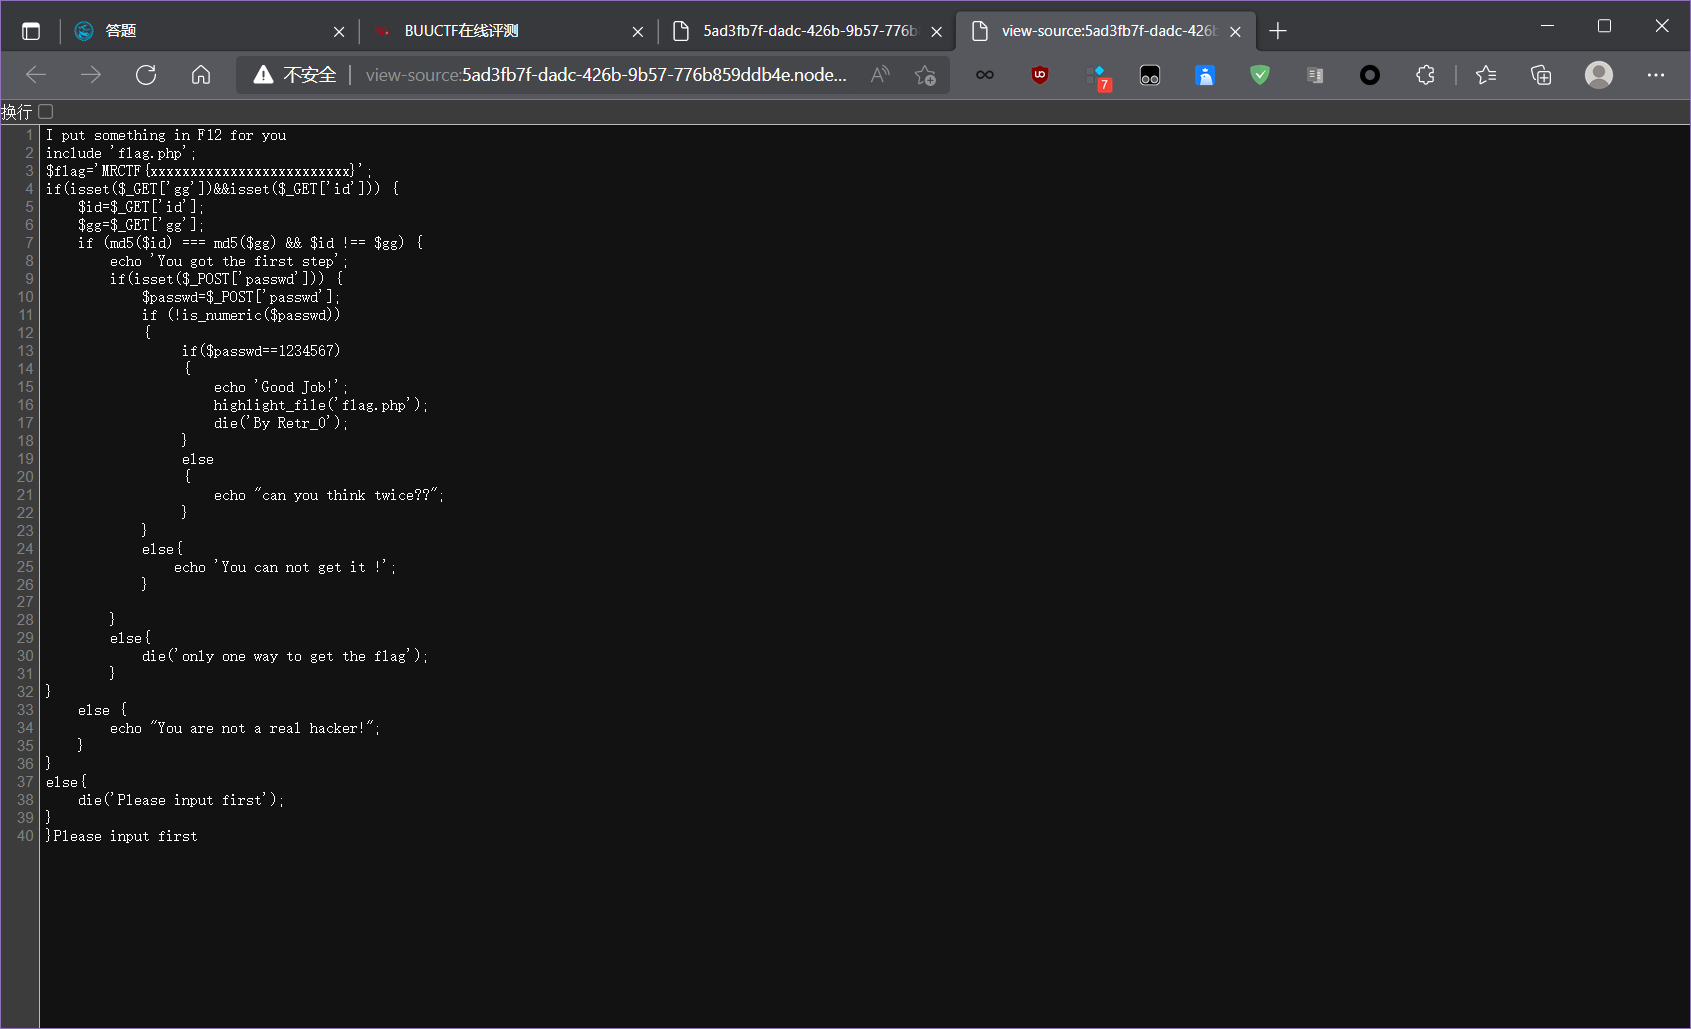 答题
BUUCTF在线评测
5ad3fb7f-dadc-426b-9b57-776b
view-source:5ad3fb7f-dadc-426b
不安全
view-source:5ad3fb7f-dadc-426b-9b57-776b859ddb4e.node...
7
换行
1 I put something in F12 for you
2 include 'flag.php';
3 $flag='MRCTF{xxxxxxxxxxxxxxxxxxxxxxxxx}';
4 if(isset($_GET['gg'])&&isset($_GET['id'])) {
5     $id=$_GET['id'];
6     $gg=$_GET['gg'];
7     if (md5($id) === md5($gg) && $id !== $gg) {
8         echo 'You got the first step';
9         if(isset($_POST['passwd'])) {
10             $passwd=$_POST['passwd'];
11             if (!is_numeric($passwd))
12             {
13                  if($passwd==1234567)
14                  {
15                      echo 'Good Job!';
16                      highlight_file('flag.php');
17                      die('By Retr_0');
18                  }
19                  else
20                  {
21                      echo "can you think twice??";
22                  }
23             }
24             else{
25                 echo 'You can not get it !';
26             }
27
28         }
29         else{
30             die('only one way to get the flag');
31         }
32 }
33     else {
34         echo "You are not a real hacker!";
35     }
36 }
37 else{
38     die('Please input first');
39 }
40 }Please input first